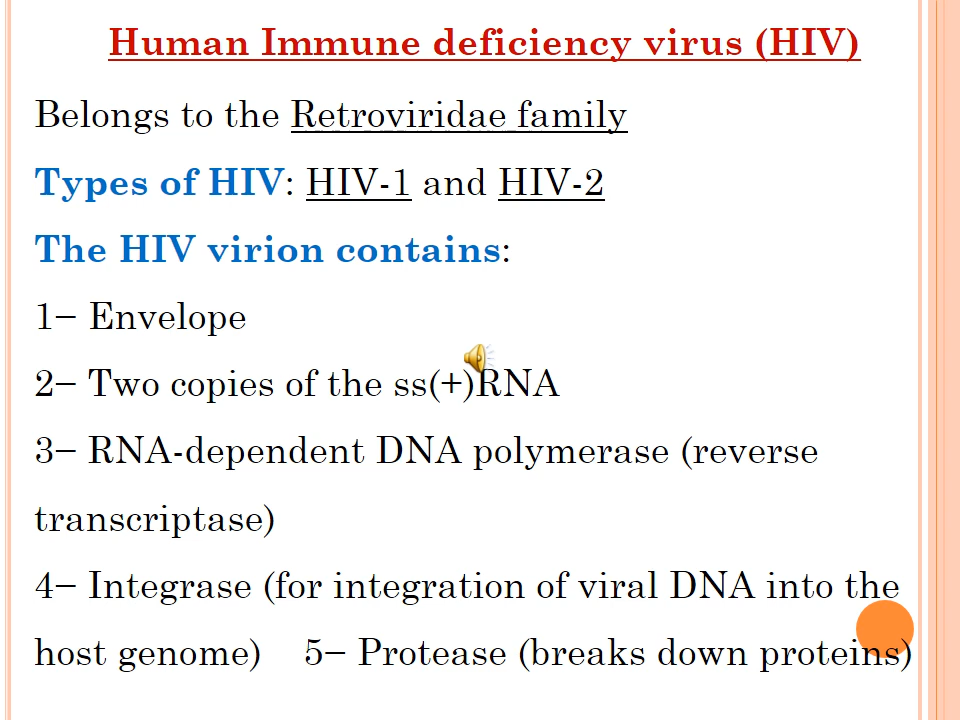 Human Immune deficiency virus (HIV)
Belongs to the Retroviridae family
Types of HIV: HIV-1 and HIV-2
The HIV virion contains:
1– Envelope
2– Two copies of the ss(+)RNA
3– RNA-dependent DNA polymerase (reverse
transcriptase)
4– Integrase (for integration of viral DNA into the
host genome) 5– Protease (breaks down proteins)